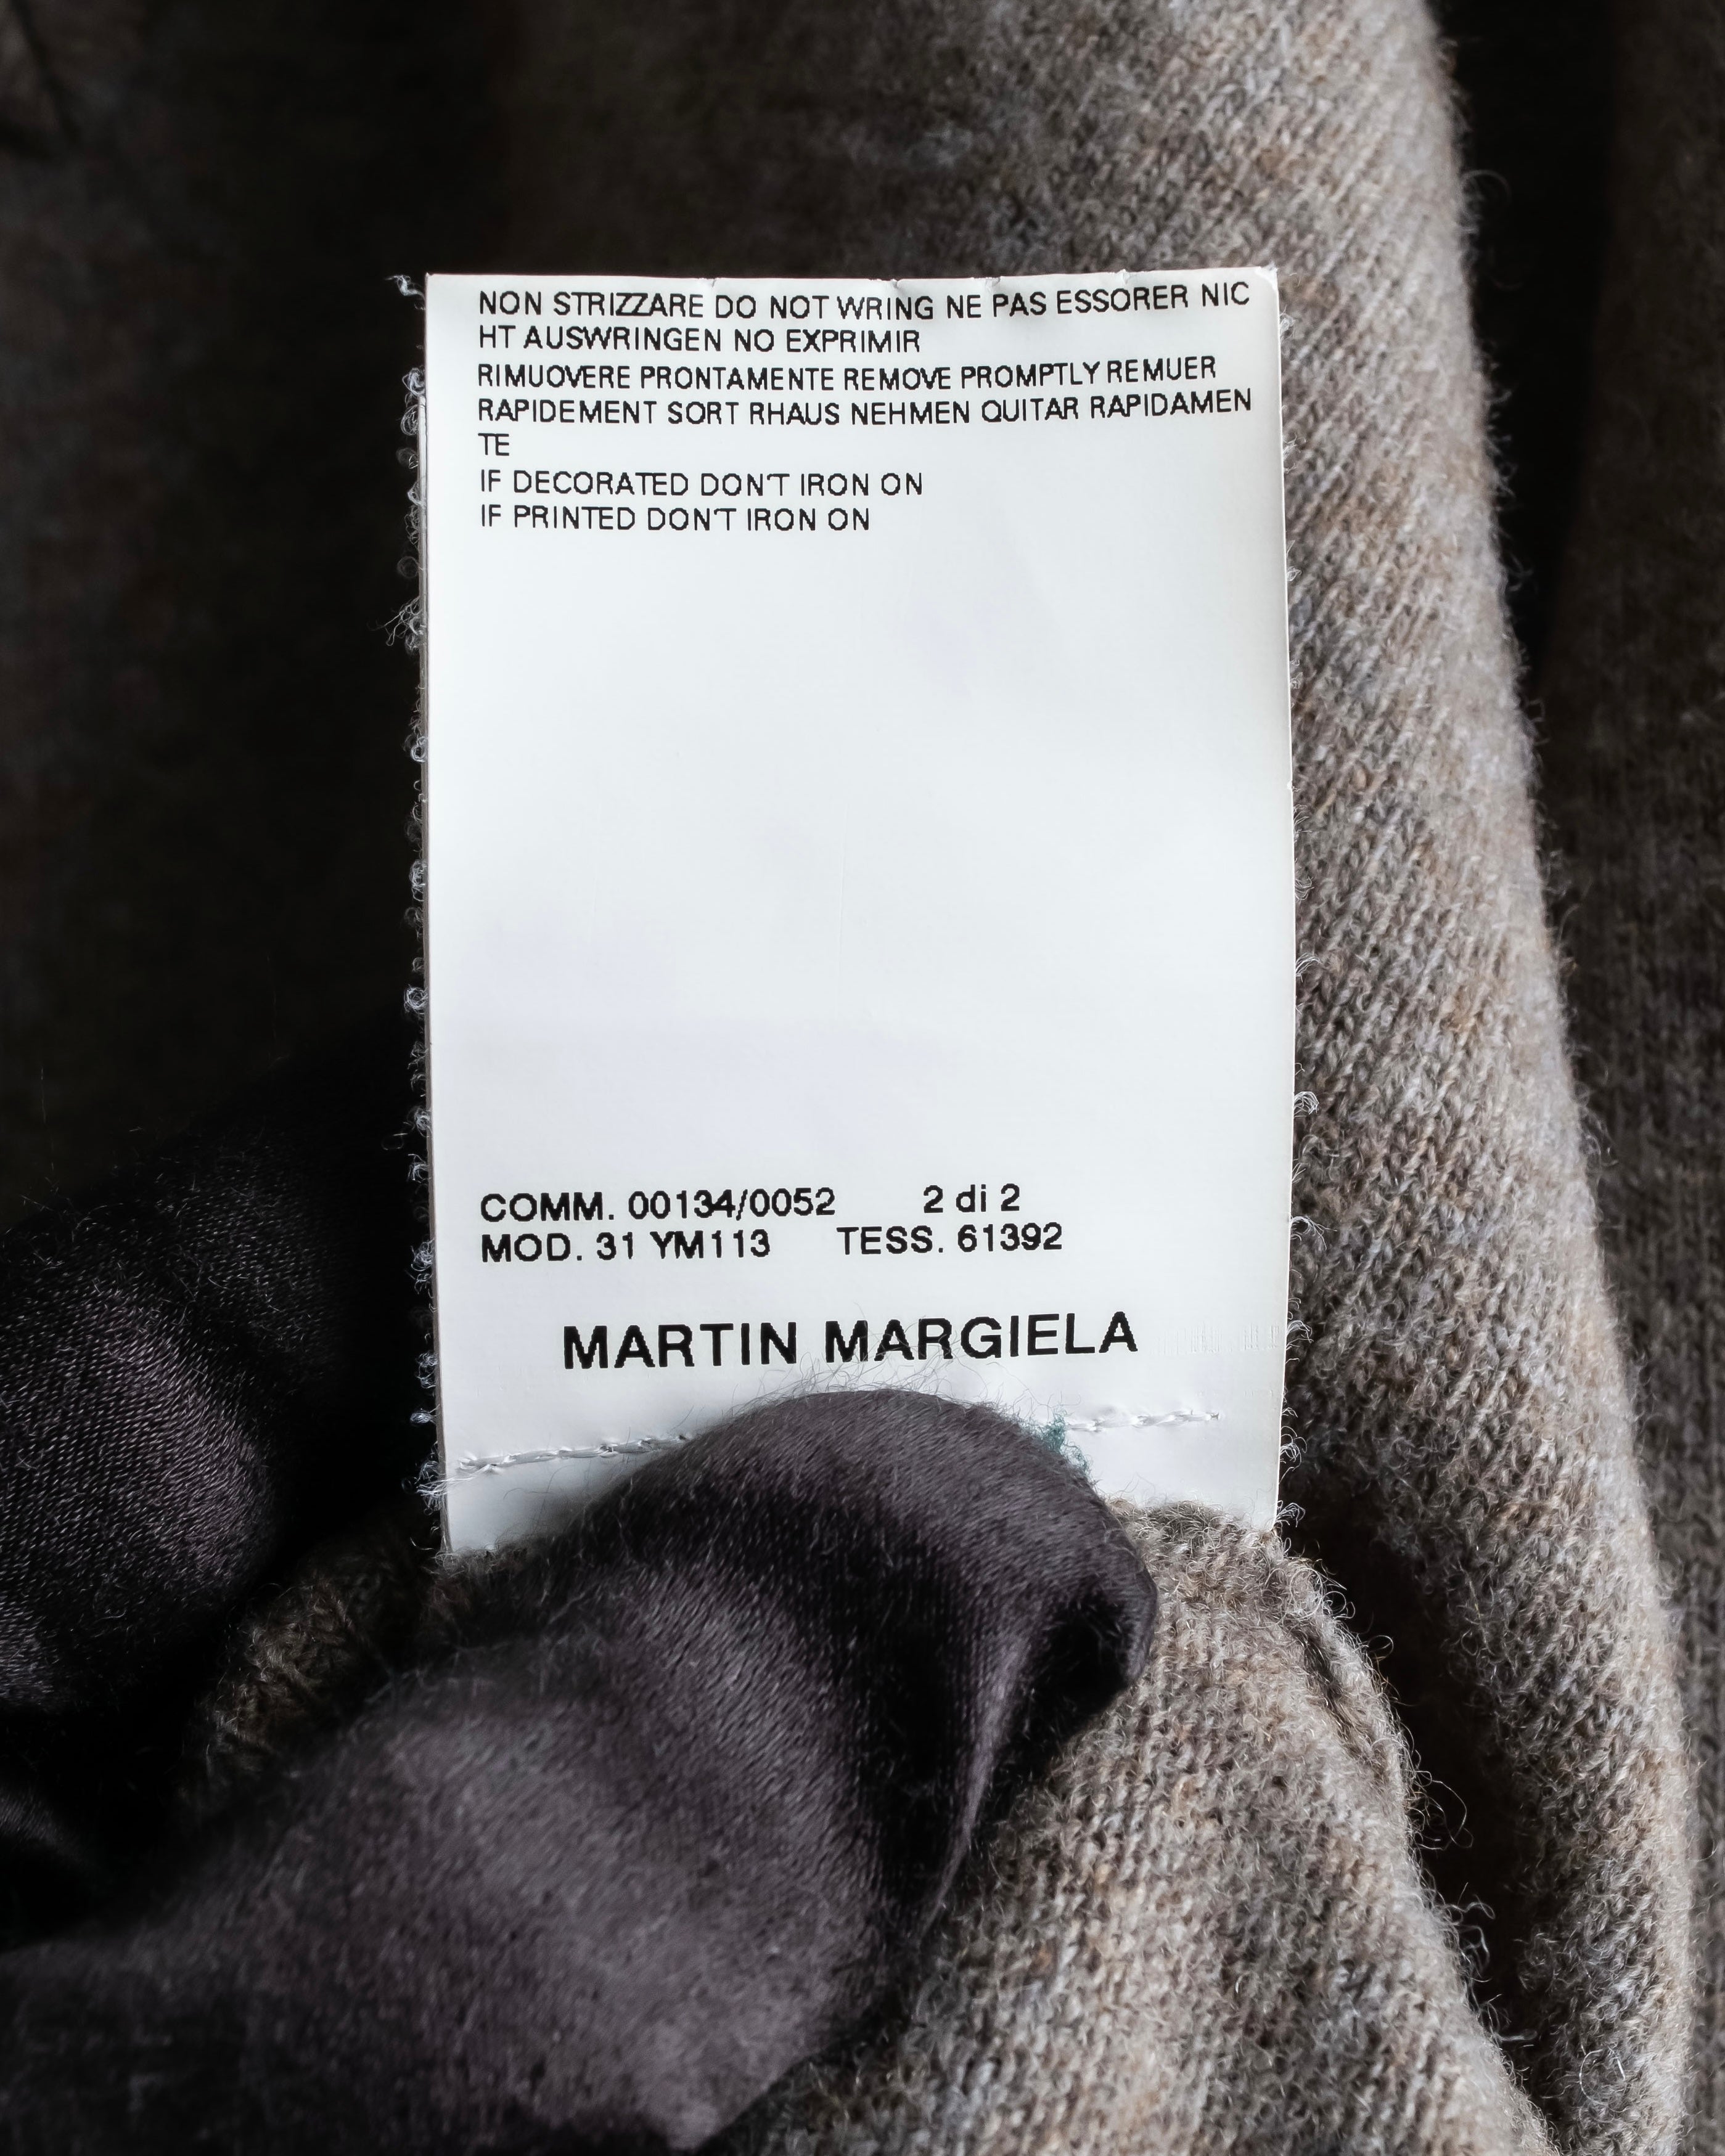 NON STRIZZARE DO NOT WRING NE PAS ESSORER NIC
HT AUSWRINGEN NO EXPRIMIR
RIMUOVERE PRONTAMENTE REMOVE PROMPTLY REMUER
RAPIDEMENT SORT RHAUS NEHMEN QUITAR RAPIDAMEN
TE
IF DECORATED DON'T IRON ON
IF PRINTED DON'T IRON ON
COMM. 00134/0052 2 di 2
MOD. 31 YM113 TESS. 61392
MARTIN MARGIELA